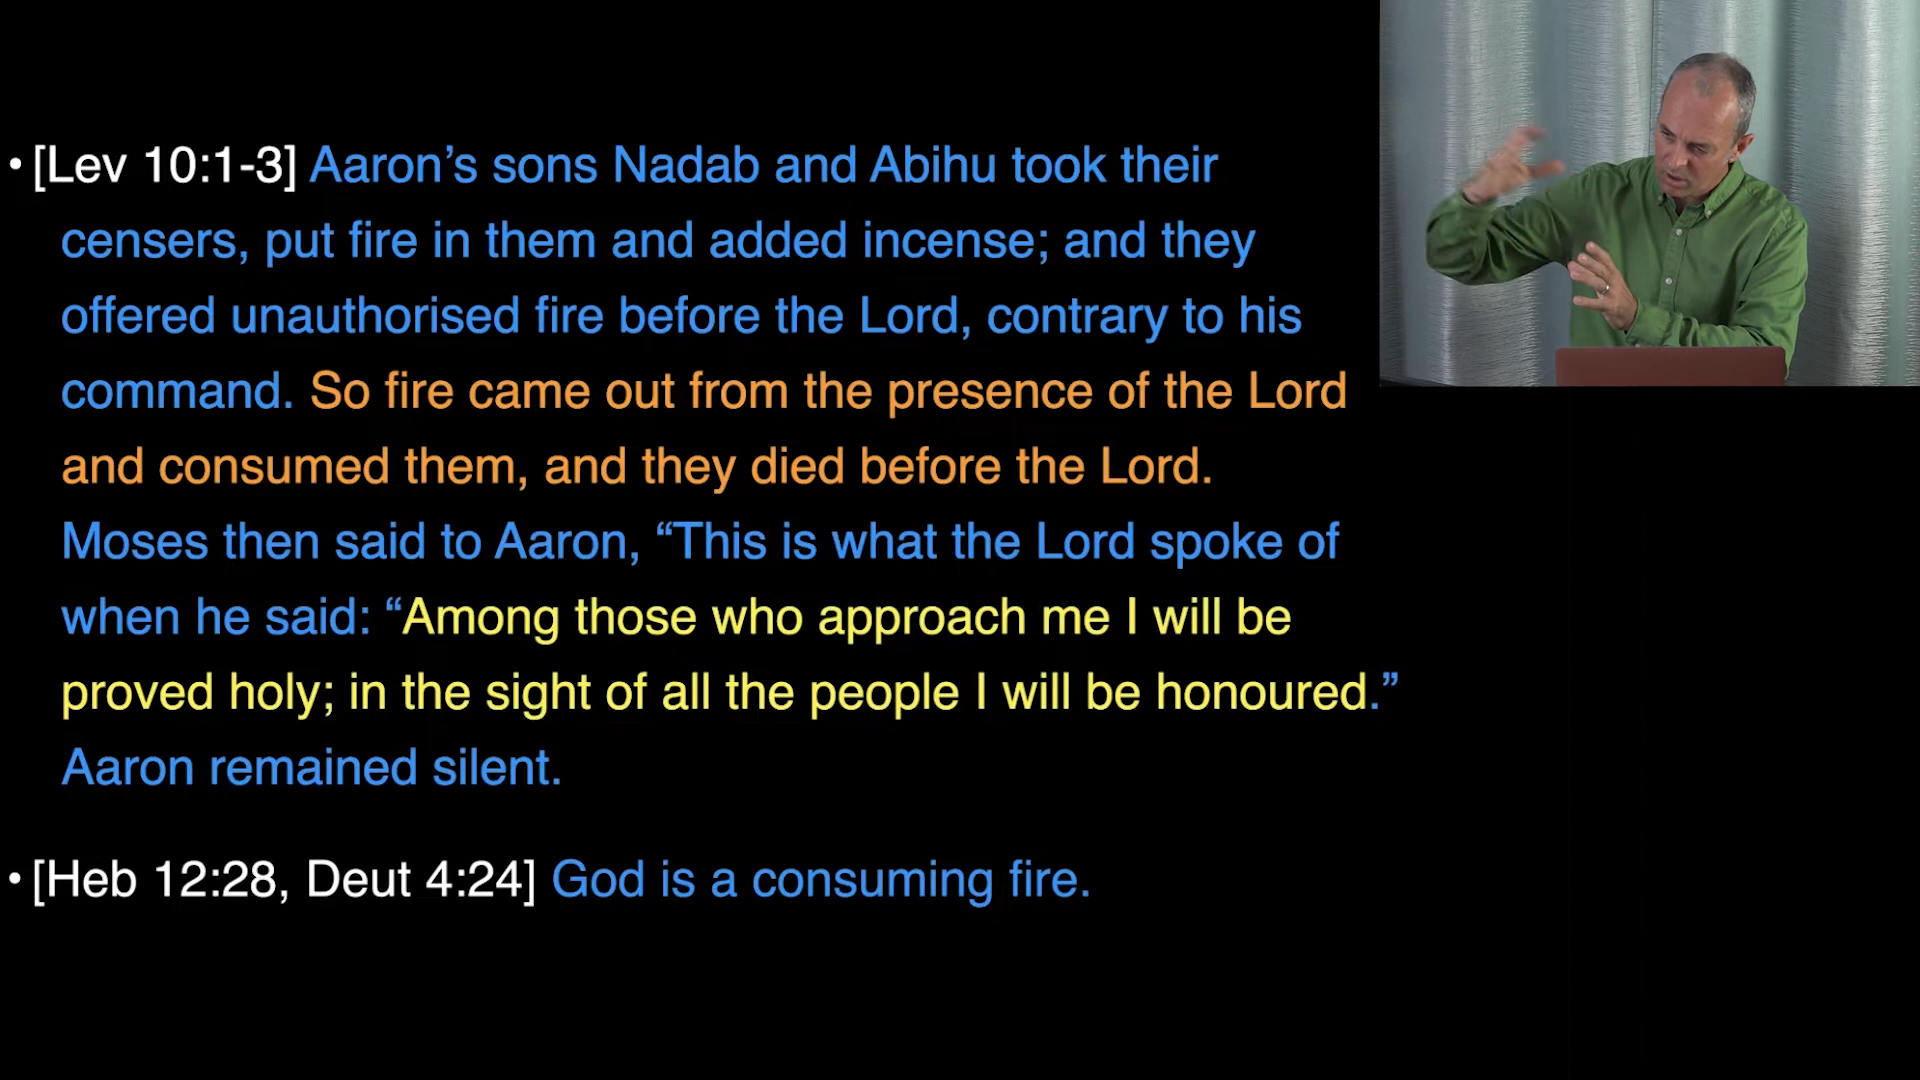 • [Lev 10:1-3] Aaron’s sons Nadab and Abihu took their
censers, put fire in them and added incense; and they
offered unauthorised fire before the Lord, contrary to his
command. So fire came out from the presence of the Lord
and consumed them, and they died before the Lord.
Moses then said to Aaron, “This is what the Lord spoke of
when he said: “Among those who approach me I will be
proved holy; in the sight of all the people I will be honoured.”
Aaron remained silent.
• [Heb 12:28, Deut 4:24] God is a consuming fire.